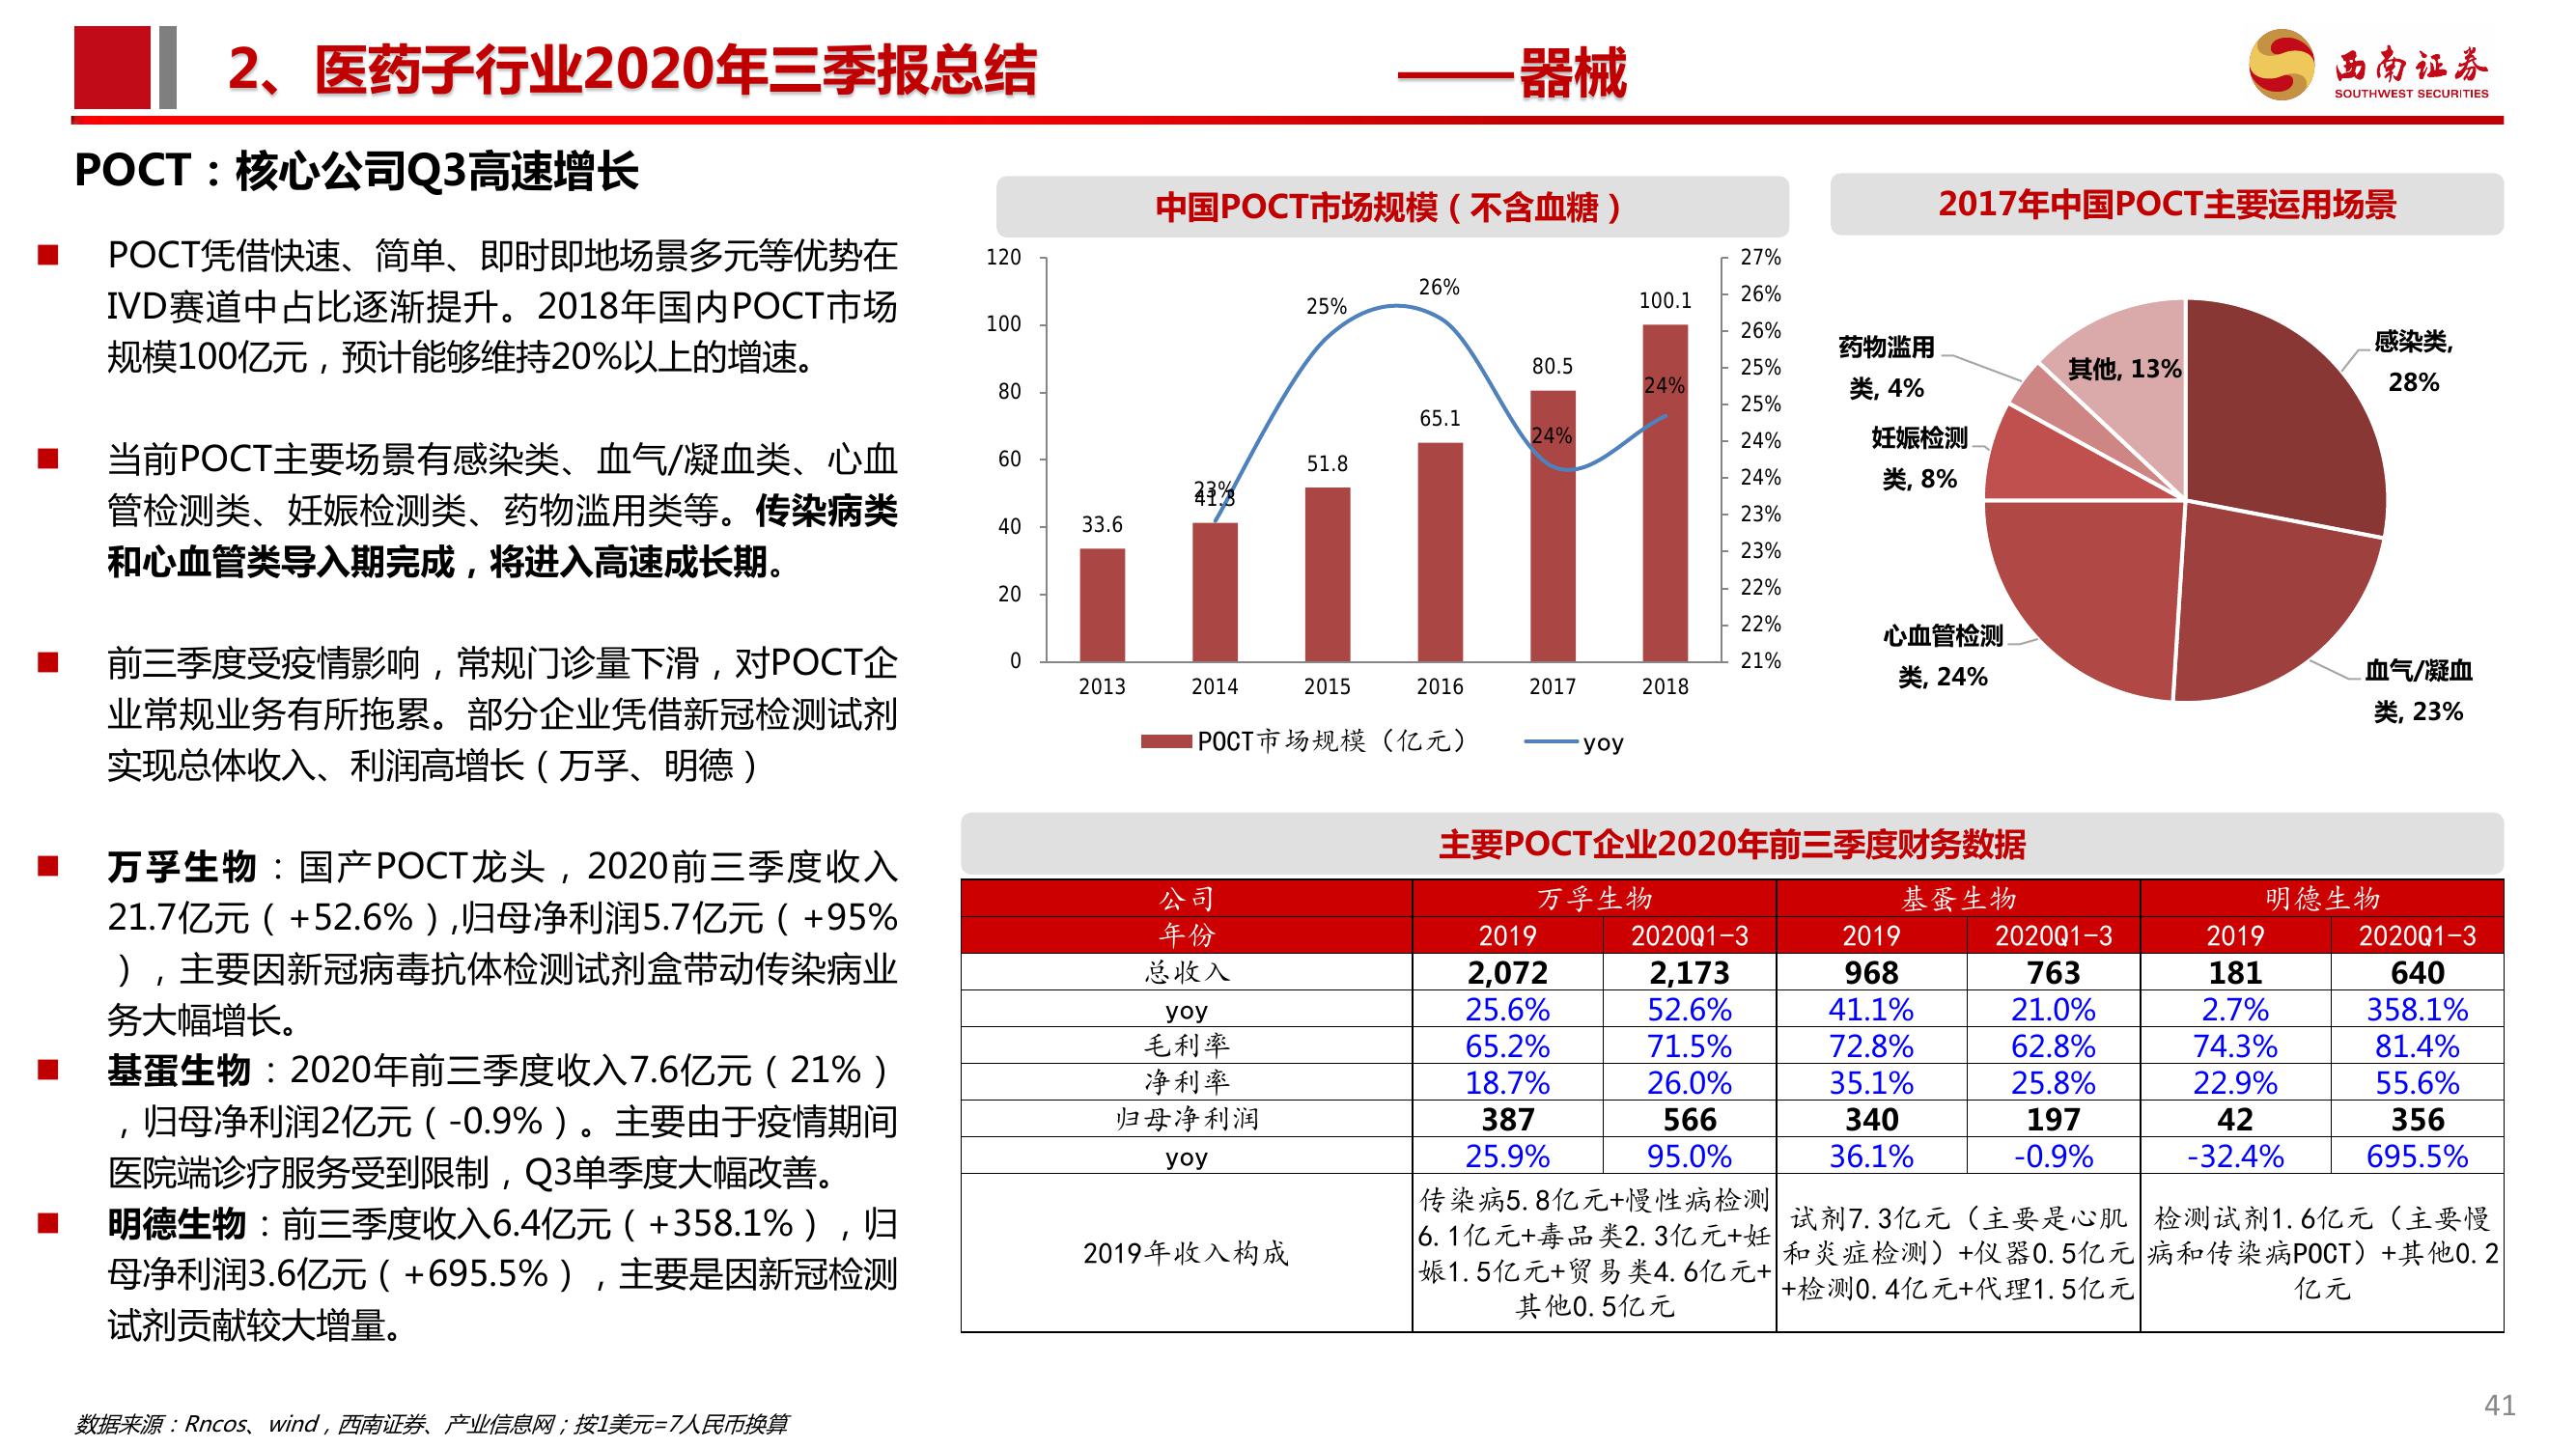 2、医药子行业2020年三季报总结
——器械
西南证券
SOUTHWEST SECURITIES
POCT：核心公司Q3高速增长
POCT凭借快速、简单、即时即地场景多元等优势在
IVD赛道中占比逐渐提升。2018年国内POCT市场
规模100亿元，预计能够维持20%以上的增速。
当前POCT主要场景有感染类、血气/凝血类、心血
管检测类、妊娠检测类、药物滥用类等。传染病类
和心血管类导入期完成，将进入高速成长期。
前三季度受疫情影响，常规门诊量下滑，对POCT企
业常规业务有所拖累。部分企业凭借新冠检测试剂
实现总体收入、利润高增长（万孚、明德）
万孚生物：国产POCT龙头，2020前三季度收入
21.7亿元（+52.6%）,归母净利润5.7亿元（+95%
），主要因新冠病毒抗体检测试剂盒带动传染病业
务大幅增长。
基蛋生物：2020年前三季度收入7.6亿元（21%）
，归母净利润2亿元（-0.9%）。主要由于疫情期间
医院端诊疗服务受到限制，Q3单季度大幅改善。
明德生物：前三季度收入6.4亿元（+358.1%），归
母净利润3.6亿元（+695.5%），主要是因新冠检测
试剂贡献较大增量。
中国POCT市场规模（不含血糖）
120
100
80
60
40
20
0
33.6
41.3
51.8
65.1
80.5
100.1
23%
25%
26%
24%
24%
27%
26%
26%
25%
25%
24%
24%
23%
23%
22%
22%
21%
2013 2014 2015 2016 2017 2018
POCT市场规模（亿元） yoy
2017年中国POCT主要运用场景
感染类,
28%
血气/凝血
类, 23%
心血管检测
类, 24%
妊娠检测
类, 8%
药物滥用
类, 4%
其他, 13%
主要POCT企业2020年前三季度财务数据
公司 万孚生物 基蛋生物 明德生物
年份 2019 2020Q1-3 2019 2020Q1-3 2019 2020Q1-3
总收入 2,072 2,173 968 763 181 640
yoy 25.6% 52.6% 41.1% 21.0% 2.7% 358.1%
毛利率 65.2% 71.5% 72.8% 62.8% 74.3% 81.4%
净利率 18.7% 26.0% 35.1% 25.8% 22.9% 55.6%
归母净利润 387 566 340 197 42 356
yoy 25.9% 95.0% 36.1% -0.9% -32.4% 695.5%
2019年收入构成
传染病5.8亿元+慢性病检测
6.1亿元+毒品类2.3亿元+妊
娠1.5亿元+贸易类4.6亿元+
其他0.5亿元
试剂7.3亿元（主要是心肌
和炎症检测）+仪器0.5亿元
+检测0.4亿元+代理1.5亿元
检测试剂1.6亿元（主要慢
病和传染病POCT）+其他0.2
亿元
数据来源：Rncos、wind，西南证券、产业信息网；按1美元=7人民币换算
41